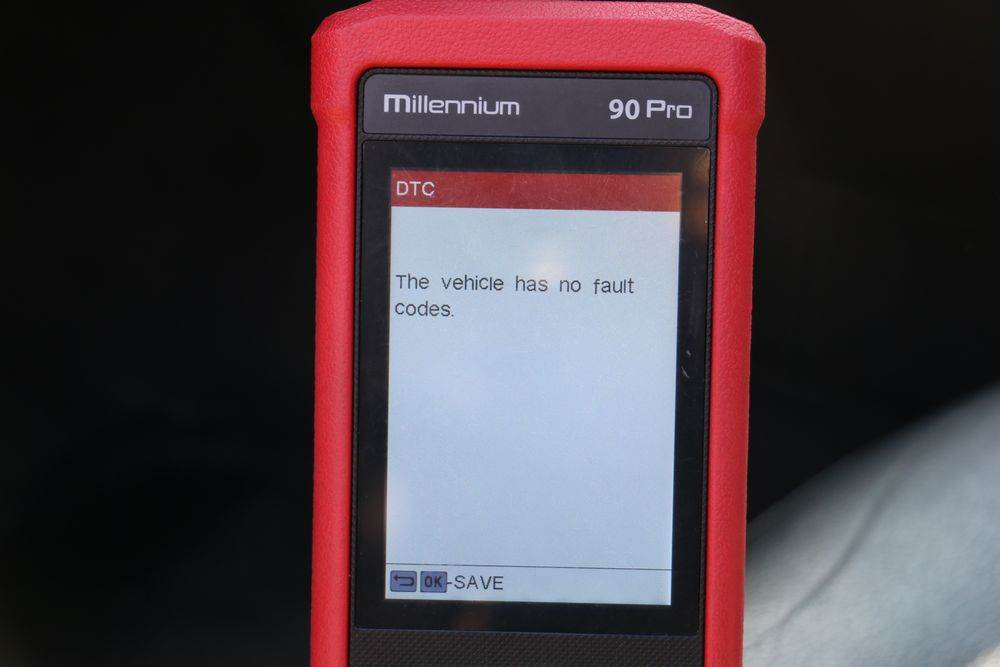 Millennium 90 Pro
DTC
The vehicle has no fault
codes.
OK-SAVE